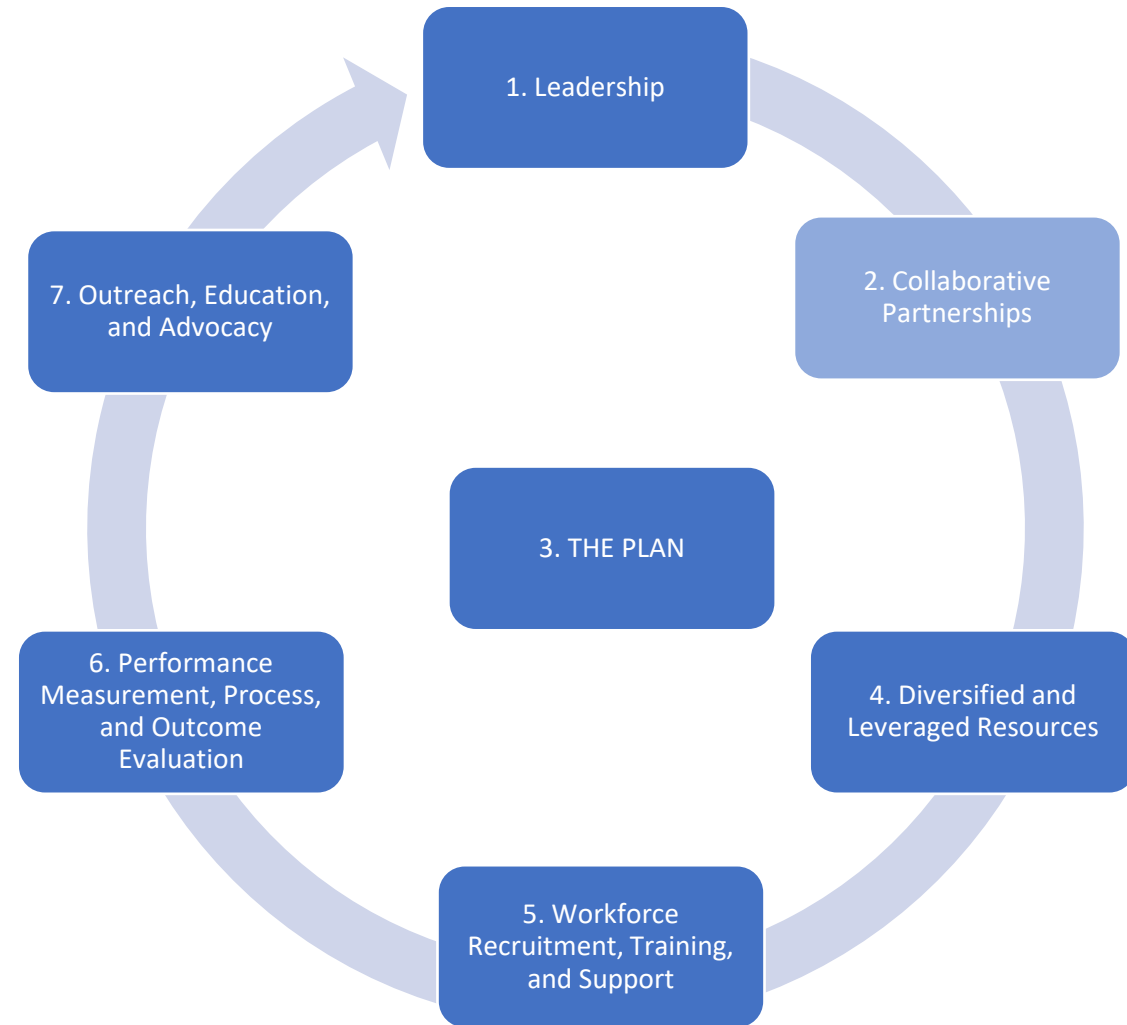 1. Leadership
2. Collaborative
Partnerships
3. THE PLAN
4. Diversified and
Leveraged Resources
5. Workforce
Recruitment, Training,
and Support
6. Performance
Measurement, Process,
and Outcome
Evaluation
7. Outreach, Education,
and Advocacy